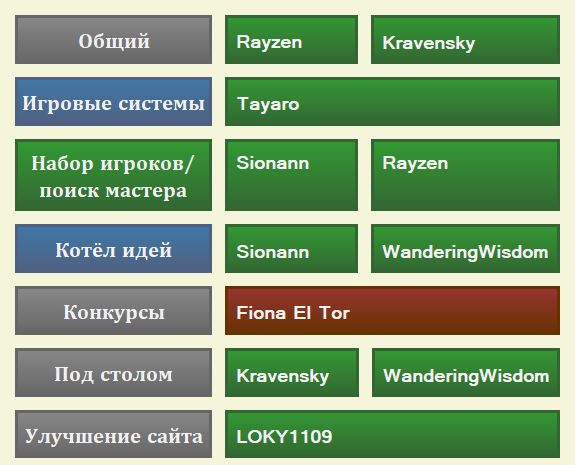 Общий Rayzen Kravensky
Игровые системы Tayaro
Набор игроков/
поиск мастера Sionann Rayzen
Котёл идей Sionann WanderingWisdom
Конкурсы Fiona El Tor
Под столом Kravensky WanderingWisdom
Улучшение сайта LOKY1109